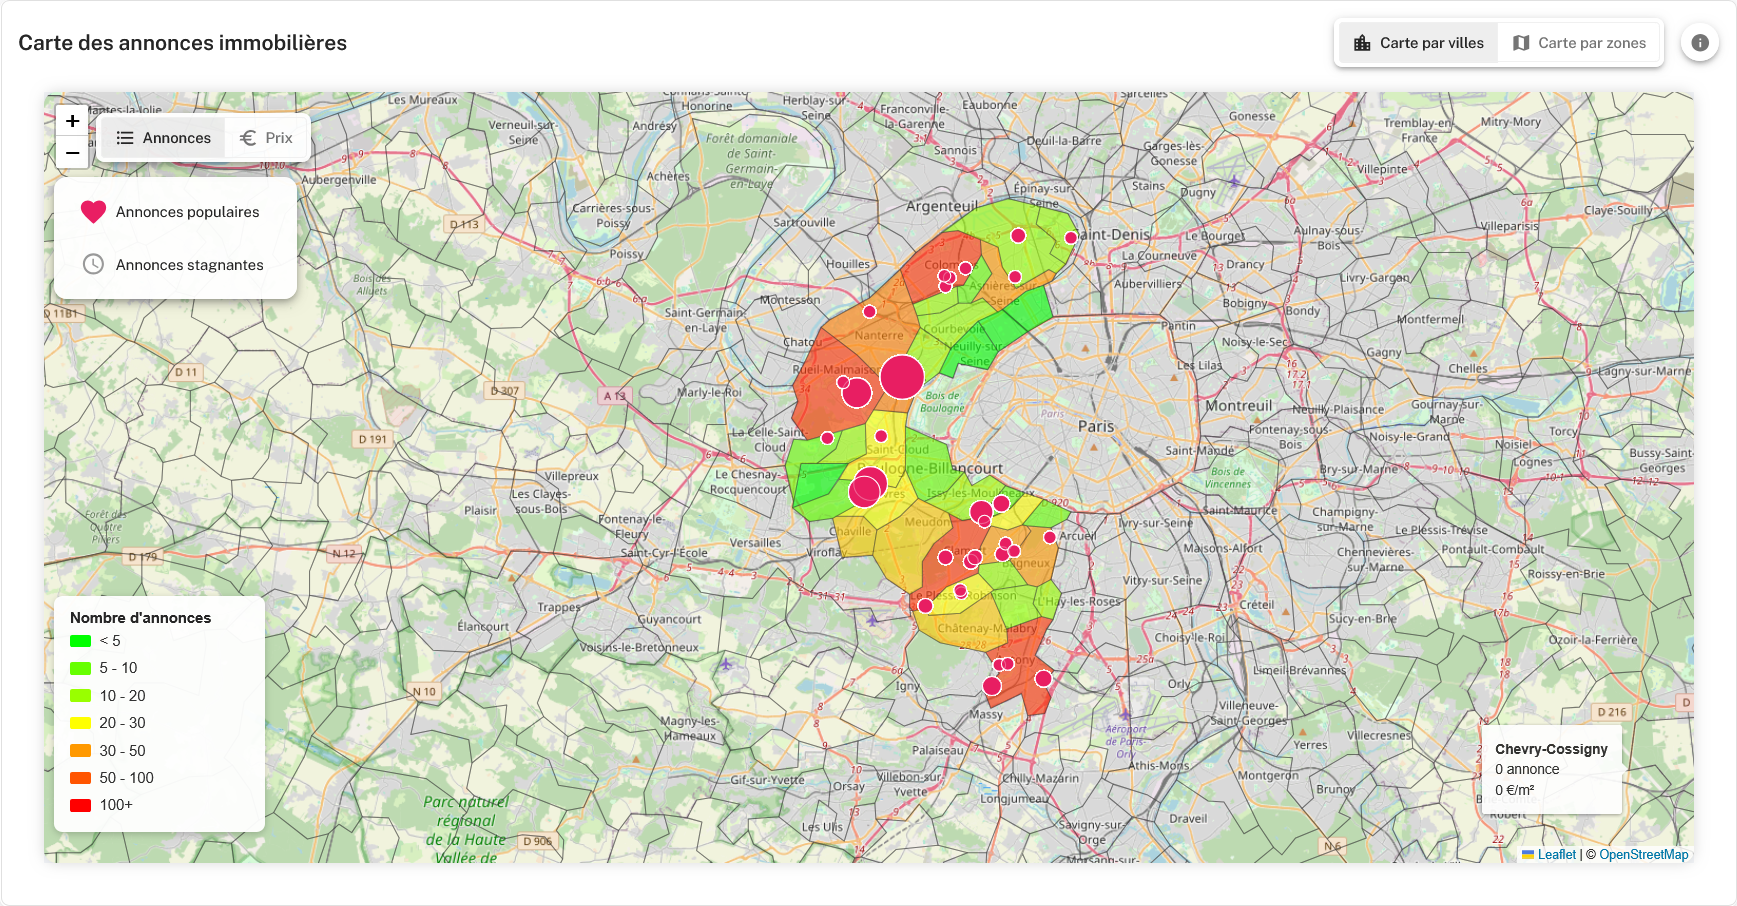 Carte des annonces immobilières
Carte par villes
Carte par zones
+
−
Annonces
Prix
Annonces populaires
Annonces stagnantes
Nombre d'annonces
< 5
5 - 10
10 - 20
20 - 30
30 - 50
50 - 100
100+
Chevry-Cossigny
0 annonce
0 €/m²
Leaflet | © OpenStreetMap
Les Mureaux
Verneuil-sur-
Seine
Andrésy
Herblay-sur-
Seine
Franconville-
la-Garenne
Eaubonne
Sarcelles
Gonesse
Tremblay-en-
France
Mitry-Mory
Forêt domaniale
de Saint-
Germain-
en-Laye
Sannois
Deuil-la-Barre
Garges-lès-
Gonesse
Villepinte
Aubergenville
Achères
Épinay-sur-
Seine
Stains
Dugny
Carrières-sous-
Poissy
Sartrouville
Argenteuil
Le Bourget
Aulnay-sous-
Bois
Villeparisis
Claye-Souilly
D 113
Poissy
Houilles
La Courneuve
Drancy
Livry-Gargan
Bois des
Alluets
Montesson
Asnières-sur-
Seine
Aubervilliers
Bobigny
Bondy
Saint-Germain-
en-Laye
Nanterre
Courbevoie
Pantin
Montfermeil
Chatou
Neuilly-sur-
Seine
Noisy-le-Sec
Gagny
D 11
Rueil-Malmaison
Les Lilas
Chelles
Lagny-sur-Marne
D 307
A 13
Marly-le-Roi
Bois de
Boulogne
Paris
Paris
Montreuil
Neuilly-Plaisance
Gournay-sur-
Marne
D 191
La Celle-Saint-
Cloud
Saint-Cloud
Saint-Mandé
Fontenay-sous-
Bois
Noisy-le-Grand
Noisiel
Torcy
Villepreux
Le Chesnay-
Rocquencourt
Bois de
Vincennes
Bry-sur-Marne
Lognes
Bussy-Saint-
Georges
Les Clayes-
sous-Bois
Plaisir
Issy-les-Moulineaux
Saint-Maurice
Champigny-
sur-Marne
Fontenay-le-
Fleury
Meudon
Ivry-sur-Seine
Le Plessis-Trévise
N 12
D 179
Saint-Cyr-l'École
Versailles
Chaville
Viroflay
Arcueil
Maisons-Alfort
Chennevières-
sur-Marne
Pontault-Combault
Bagneux
Vitry-sur-Seine
Roissy-en-Brie
Trappes
Guyancourt
L'Haÿ-les-Roses
Créteil
Élancourt
Voisins-le-Bretonneux
Châtenay-Malabry
Choisy-le-Roi
Sucy-en-Brie
Ozoir-la-Ferrière
N 10
Igny
Orly
Limeil-Brévannes
Magny-les-
Hameaux
Massy
Aéroport
de Paris-
Orly
Villeneuve-
Saint-Georges
D 216
Palaiseau
Yerres
Villecresnes
Gif-sur-Yvette
Orsay
Villebon-sur-
Yvette
Chilly-Mazarin
Athis-Mons
Montgeron
Brunoy
Parc naturel
régional
de la Haute
Vallée de
Longjumeau
Draveil
Les Ulis
Savigny-sur-
Orge
D 906
N 6